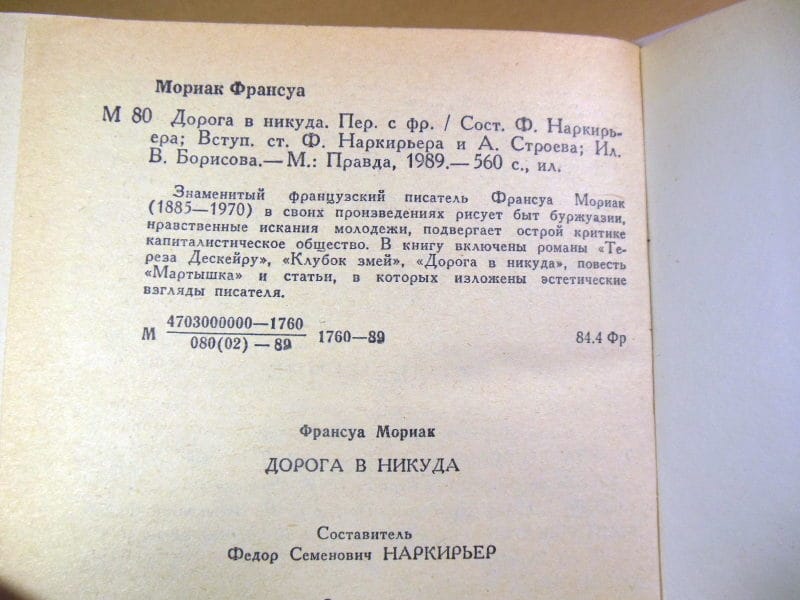 Мориак Франсуа
М 80 Дорога в никуда. Пер. с фр. / Сост. Ф. Наркирь-
ера; Вступ. ст. Ф. Наркирьера и А. Строева; Ил.
В. Борисова.— М.: Правда, 1989.— 560 с., ил.
Знаменитый французский писатель Франсуа Мориак
(1885—1970) в своих произведениях рисует быт буржуазии,
нравственные искания молодежи, подвергает острой критике
капиталистическое общество. В книгу включены романы «Те-
реза Дескейру», «Клубок змей», «Дорога в никуда», повесть
«Мартышка» и статьи, в которых изложены эстетические
взгляды писателя.
М 4703000000—1760
080(02) — 89 1760—89 84.4 Фр
Франсуа Мориак
ДОРОГА В НИКУДА
Составитель
Федор Семенович НАРКИРЬЕР